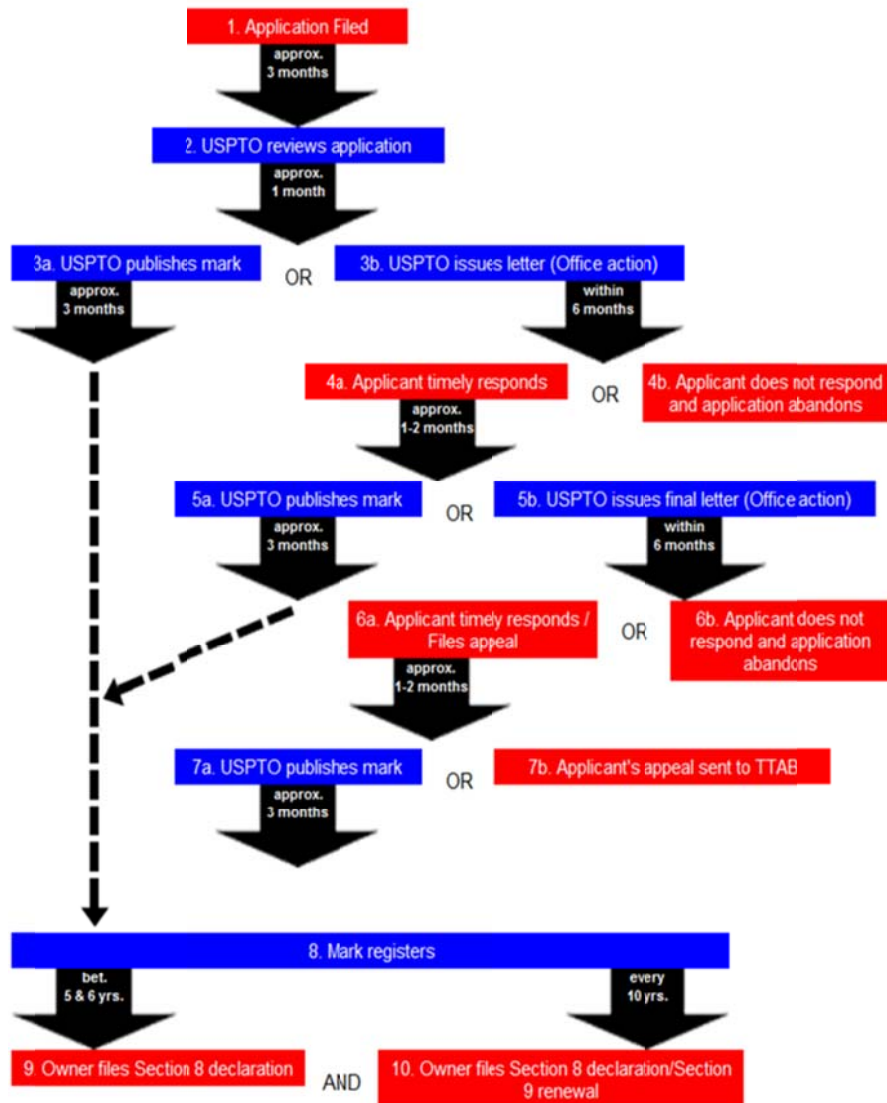 1. Application Filed
approx.
3 months
2. USPTO reviews application
approx.
1 month
3a. USPTO publishes mark
OR
3b. USPTO issues letter (Office action)
approx.
3 months
within
6 months
4a. Applicant timely responds
OR
4b. Applicant does not respond
and application abandons
approx.
1-2 months
5a. USPTO publishes mark
OR
5b. USPTO issues final letter (Office action)
approx.
3 months
within
6 months
6a. Applicant timely responds /
Files appeal
OR
6b. Applicant does not
respond and application
abandons
approx.
1-2 months
7a. USPTO publishes mark
OR
7b. Applicant's appeal sent to TTAB
approx.
3 months
8. Mark registers
bet.
5 & 6 yrs.
every
10 yrs.
9. Owner files Section 8 declaration
AND
10. Owner files Section 8 declaration/Section
9 renewal